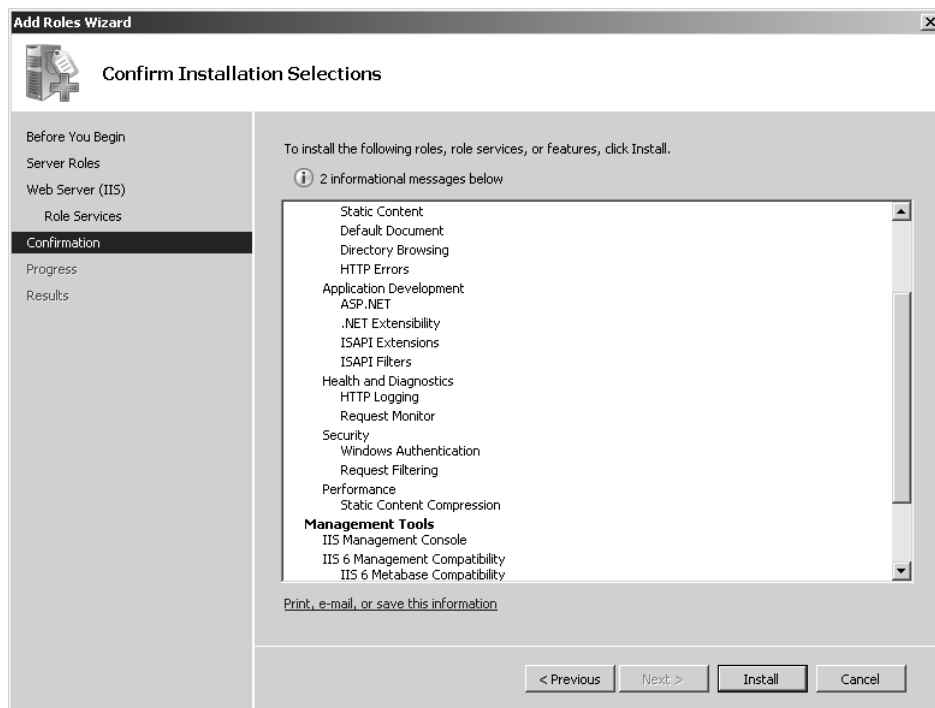 Add Roles Wizard
Confirm Installation Selections
Before You Begin
Server Roles
Web Server (IIS)
Role Services
Confirmation
Progress
Results
To install the following roles, role services, or features, click Install.
2 informational messages below
Static Content
Default Document
Directory Browsing
HTTP Errors
Application Development
ASP.NET
.NET Extensibility
ISAPI Extensions
ISAPI Filters
Health and Diagnostics
HTTP Logging
Request Monitor
Security
Windows Authentication
Request Filtering
Performance
Static Content Compression
Management Tools
IIS Management Console
IIS 6 Management Compatibility
IIS 6 Metabase Compatibility
Print, e-mail, or save this information
< Previous
Next >
Install
Cancel